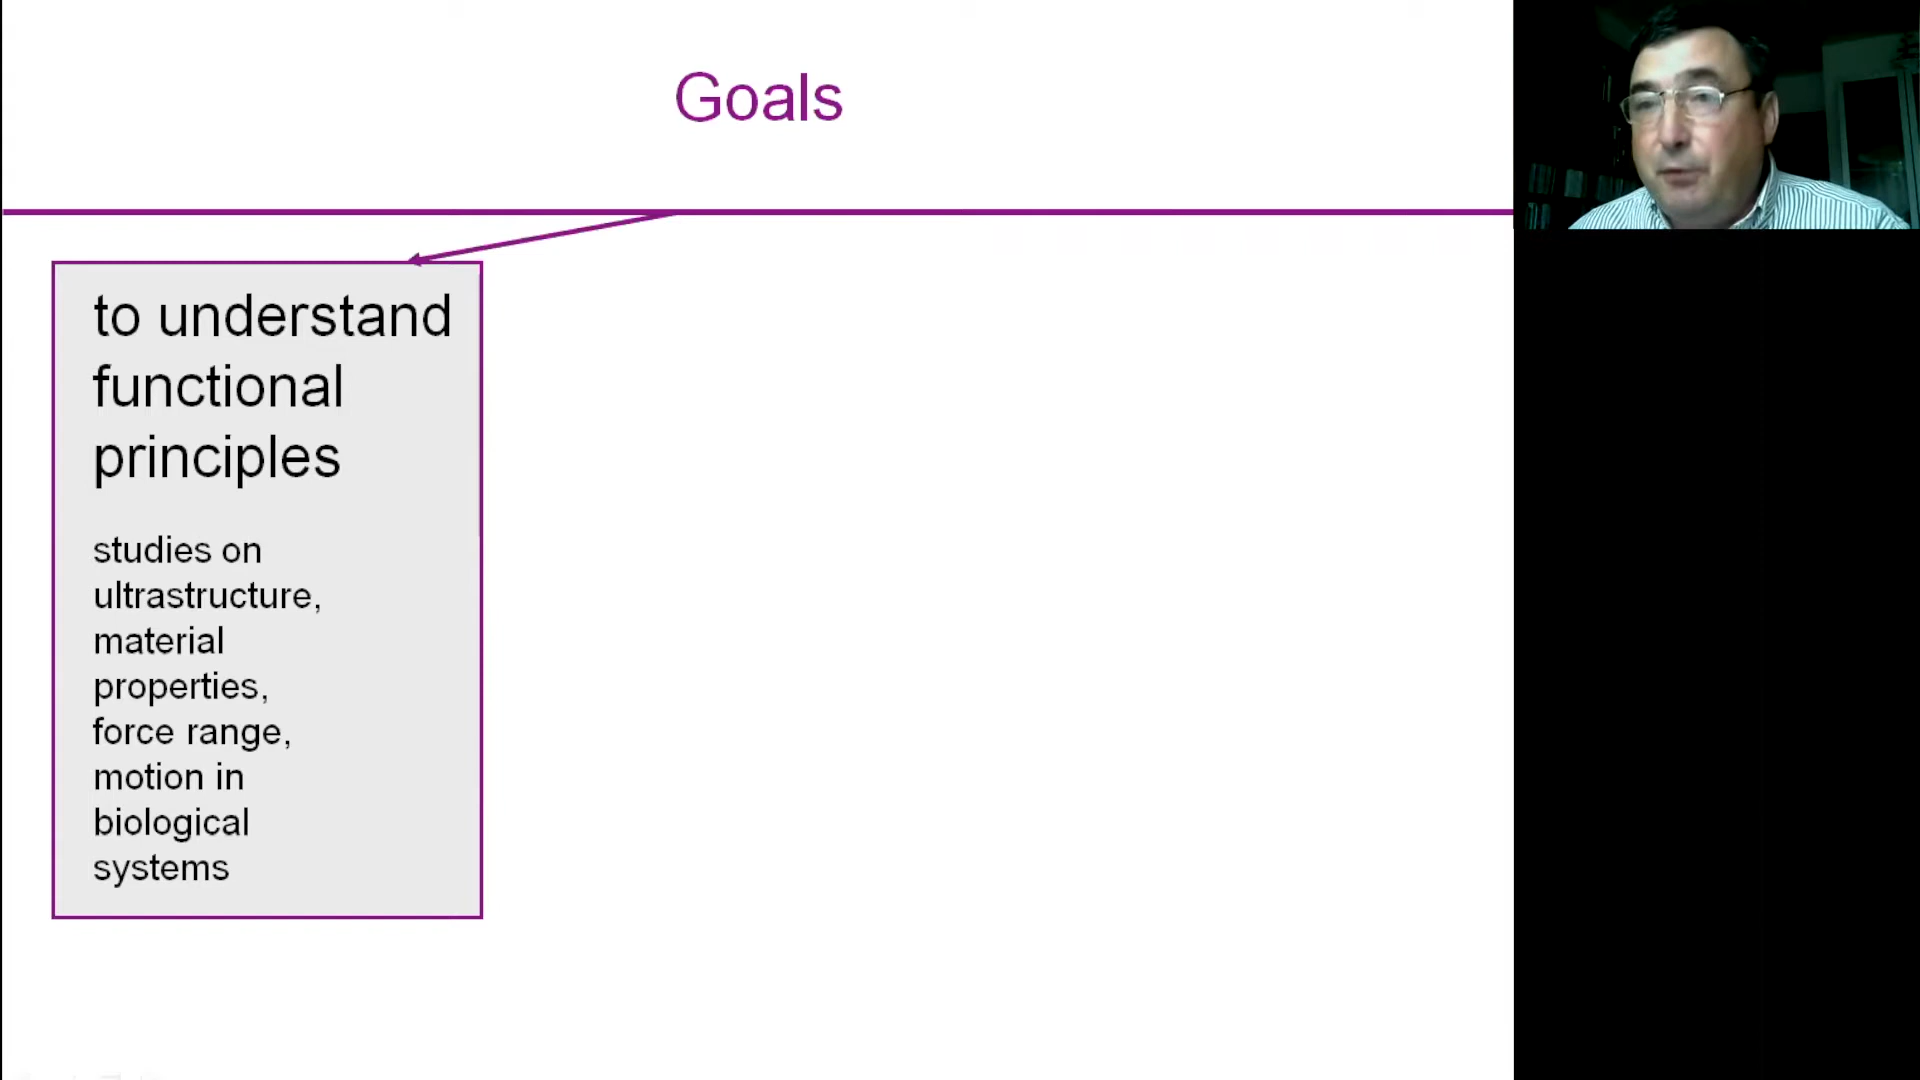 Goals
to understand
functional
principles
studies on
ultrastructure,
material
properties,
force range,
motion in
biological
systems